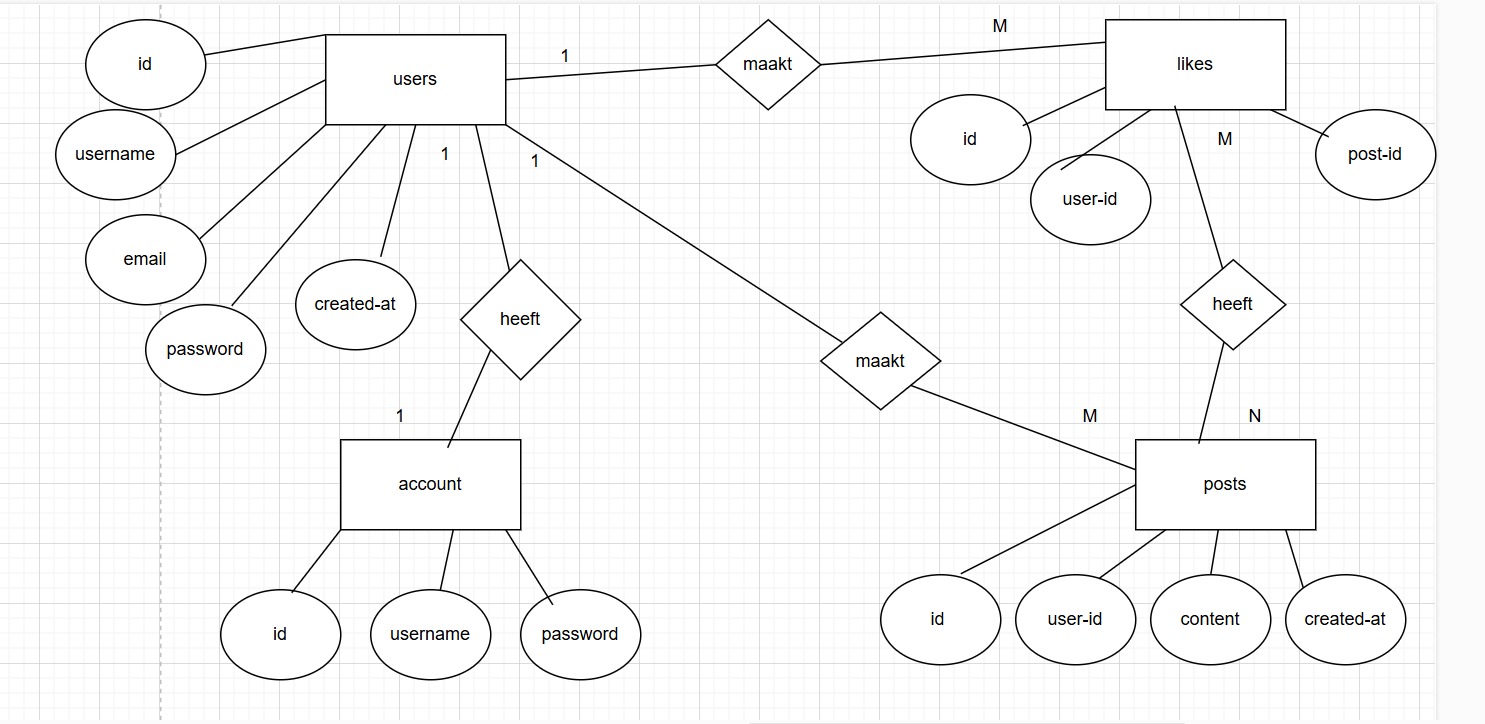 id
users
1
maakt
M
likes
username
id
user-id
M
post-id
email
password
created-at
1
heeft
1
maakt
heeft
1
account
M
N
posts
id
username
password
id
user-id
content
created-at